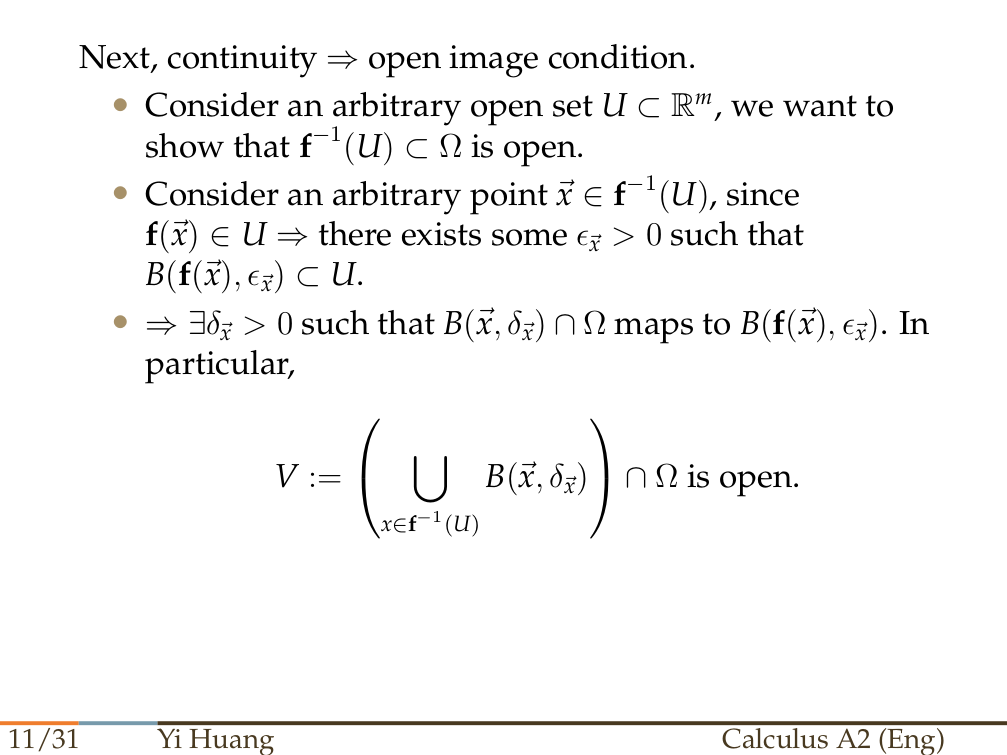 Next, continuity ⇒ open image condition.
• Consider an arbitrary open set U ⊂ ℝᵐ, we want to
show that f⁻¹(U) ⊂ Ω is open.
• Consider an arbitrary point x⃗ ∈ f⁻¹(U), since
f(x⃗) ∈ U ⇒ there exists some ϵ_x⃗ > 0 such that
B(f(x⃗), ϵ_x⃗) ⊂ U.
• ⇒ ∃δ_x⃗ > 0 such that B(x⃗, δ_x⃗) ∩ Ω maps to B(f(x⃗), ϵ_x⃗). In
particular,
V := ( ⋃_{x∈f⁻¹(U)} B(x⃗, δ_x⃗) ) ∩ Ω is open.
11/31 Yi Huang Calculus A2 (Eng)